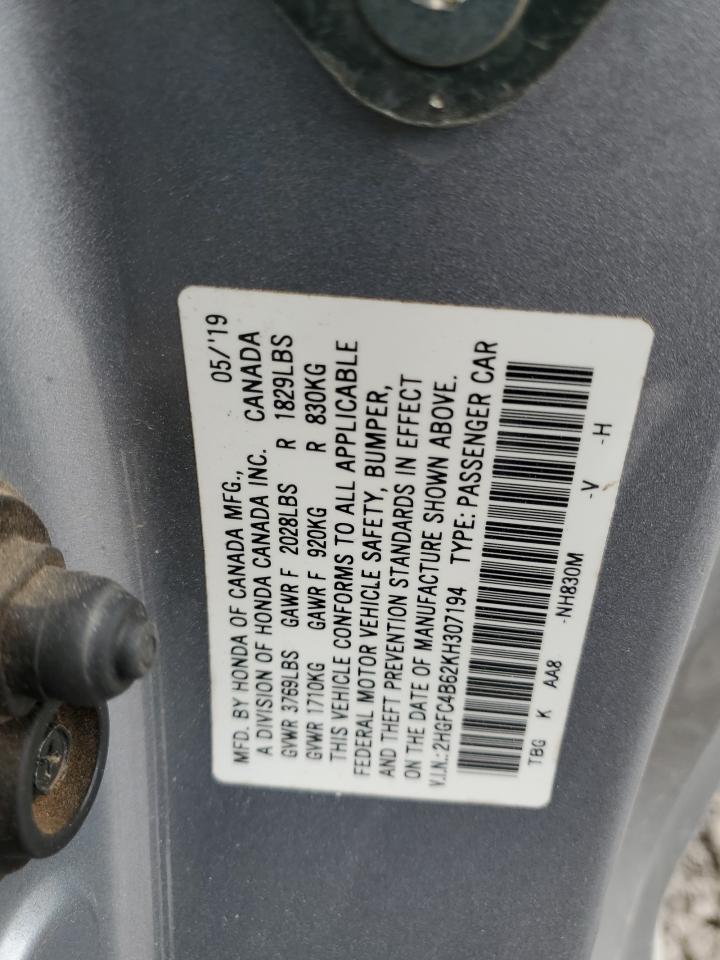 MFD. BY HONDA OF CANADA MFG., 05/'19
A DIVISION OF HONDA CANADA INC. CANADA
GVWR 3769LBS GAWR F 2028LBS R 1829LBS
GVWR 1710KG GAWR F 920KG R 830KG
THIS VEHICLE CONFORMS TO ALL APPLICABLE
FEDERAL MOTOR VEHICLE SAFETY, BUMPER,
AND THEFT PREVENTION STANDARDS IN EFFECT
ON THE DATE OF MANUFACTURE SHOWN ABOVE.
V.I.N.:2HGFC4B62KH307194 TYPE: PASSENGER CAR
TBG K AA8 -NH830M -V -H